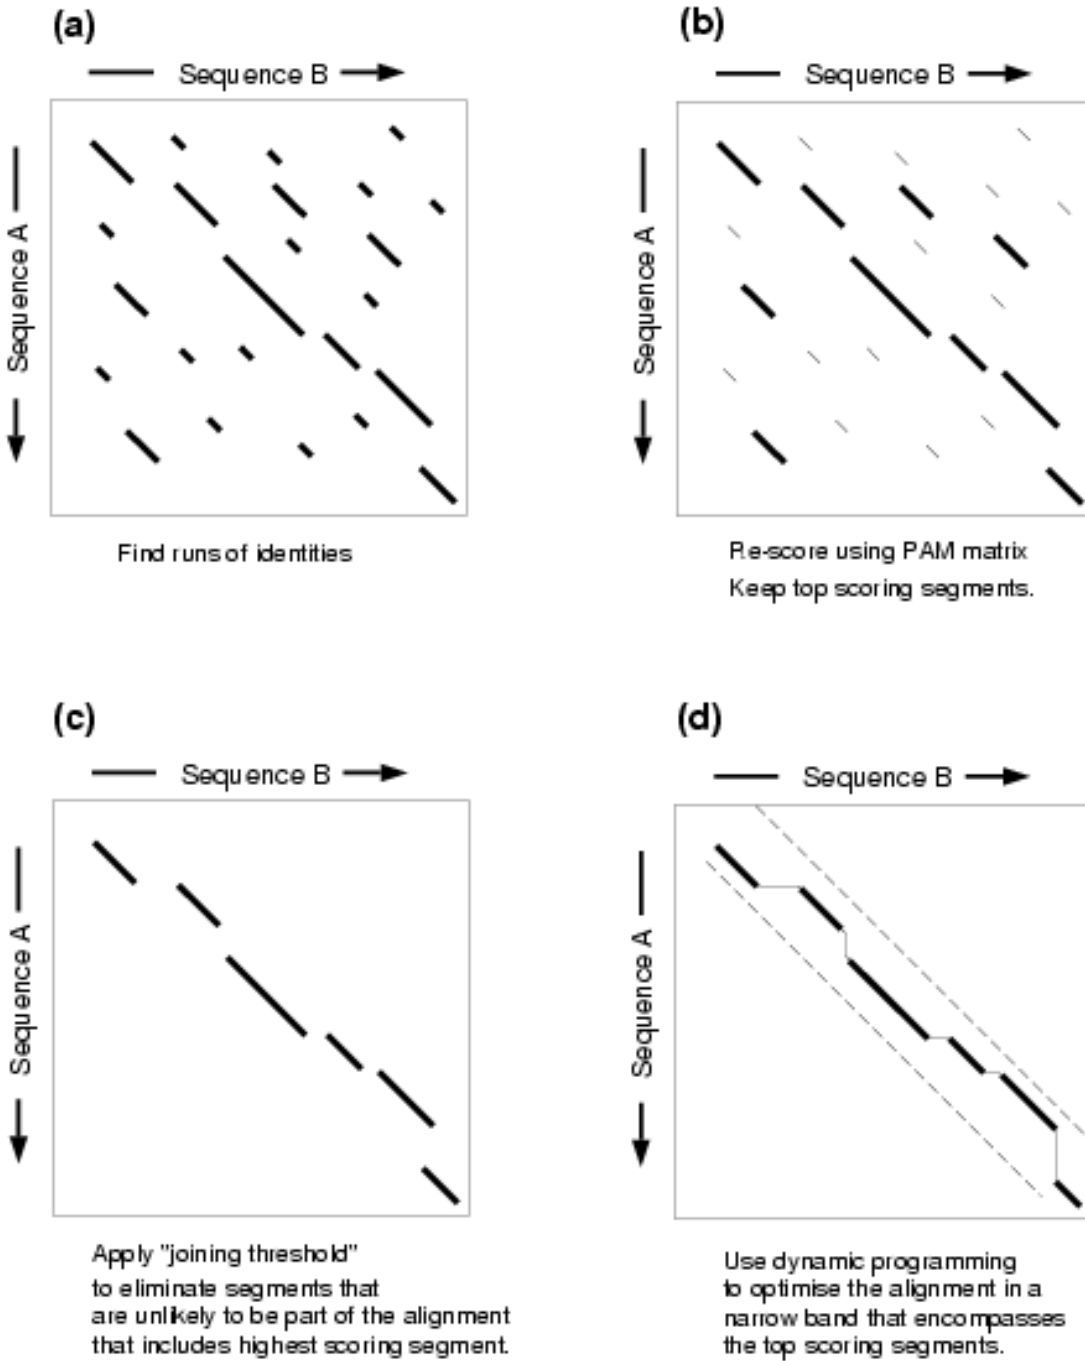 (a)
Sequence B
Sequence A
Find runs of identities
(b)
Sequence B
Sequence A
Re-score using PAM matrix
Keep top scoring segments.
(c)
Sequence B
Sequence A
Apply "joining threshold"
to eliminate segments that
are unlikely to be part of the alignment
that includes highest scoring segment.
(d)
Sequence B
Sequence A
Use dynamic programming
to optimise the alignment in a
narrow band that encompasses
the top scoring segments.